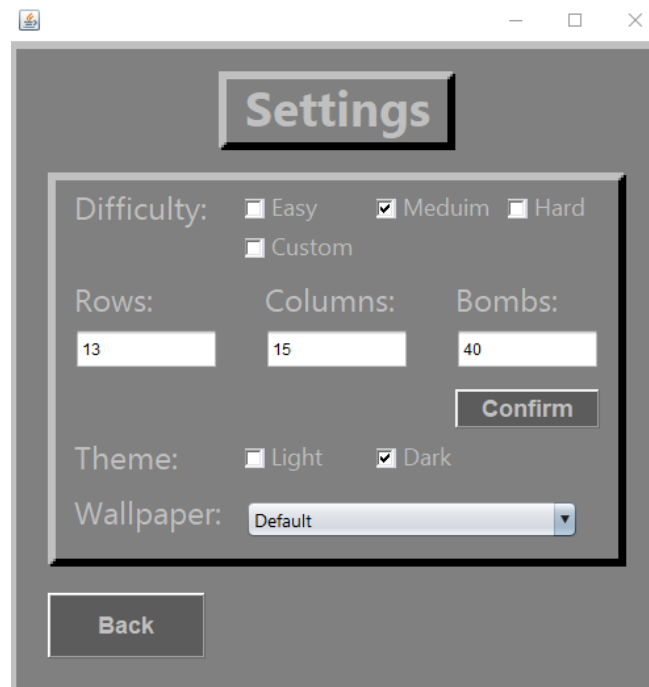 Settings
Difficulty: Easy Meduim Hard
Custom
Rows: Columns: Bombs:
13 15 40
Confirm
Theme: Light Dark
Wallpaper: Default
Back